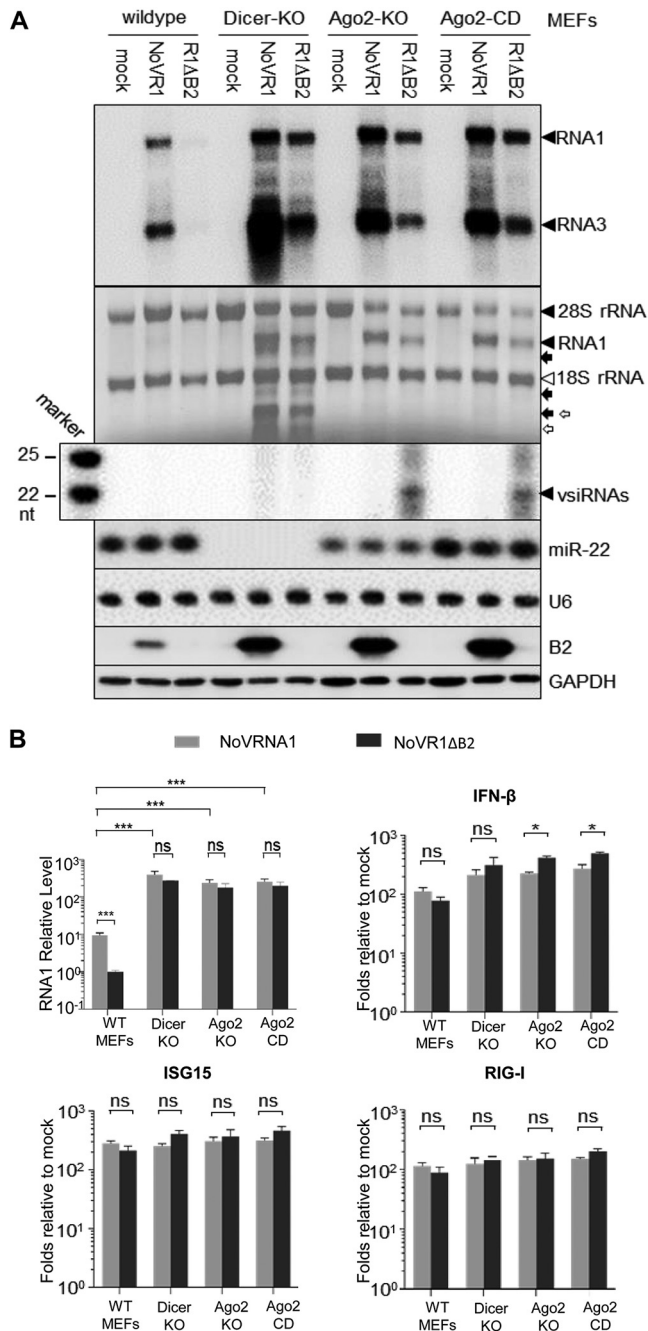 A
wildype Dicer-KO Ago2-KO Ago2-CD MEFs
mock NoVR1 R1ΔB2 mock NoVR1 R1ΔB2 mock NoVR1 R1ΔB2 mock NoVR1 R1ΔB2
RNA1
RNA3
28S rRNA
RNA1
18S rRNA
marker
25
22 vsiRNAs
nt
miR-22
U6
B2
GAPDH
B
NoVRNA1 NoVR1ΔB2
***
***
***
ns ns ns
***
RNA1 Relative Level
10³
10²
10¹
10⁰
10⁻¹
WT MEFs Dicer KO Ago2 KO Ago2 CD
IFN-β
ns ns * *
Folds relative to mock
10³
10²
10¹
10⁰
WT MEFs Dicer KO Ago2 KO Ago2 CD
ISG15
ns ns ns ns
Folds relative to mock
10³
10²
10¹
10⁰
WT MEFs Dicer KO Ago2 KO Ago2 CD
RIG-I
ns ns ns ns
Folds relative to mock
10³
10²
10¹
10⁰
WT MEFs Dicer KO Ago2 KO Ago2 CD